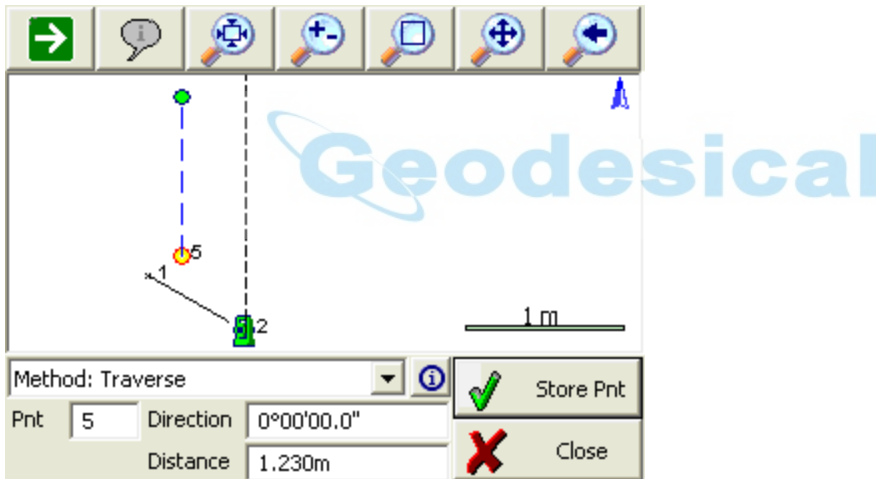 Geodesical
5
1
2
1 m
Method: Traverse
Store Pnt
Pnt 5 Direction 0°00'00.0"
Distance 1.230m
Close